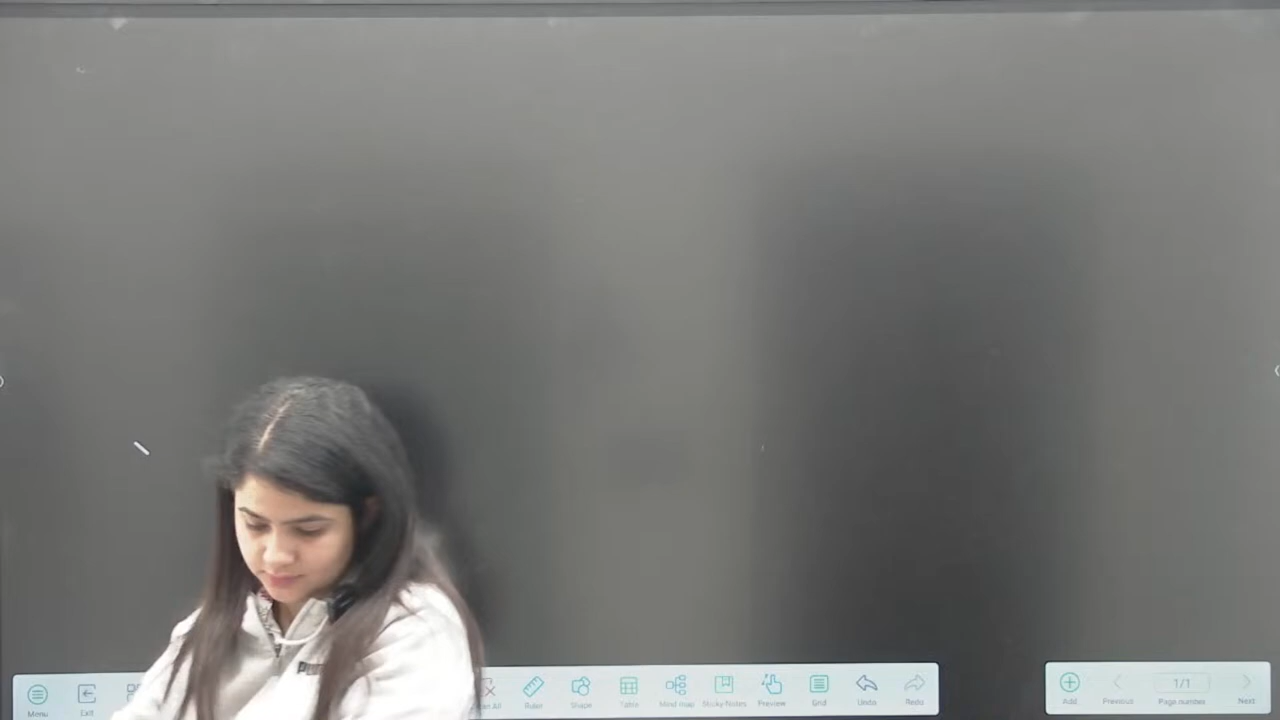 Menu
Exit
Ruler
Shape
Table
Mind map
Sticky Notes
Preview
Grid
Undo
Redo
Add
Previous
1/1
Page number
Next